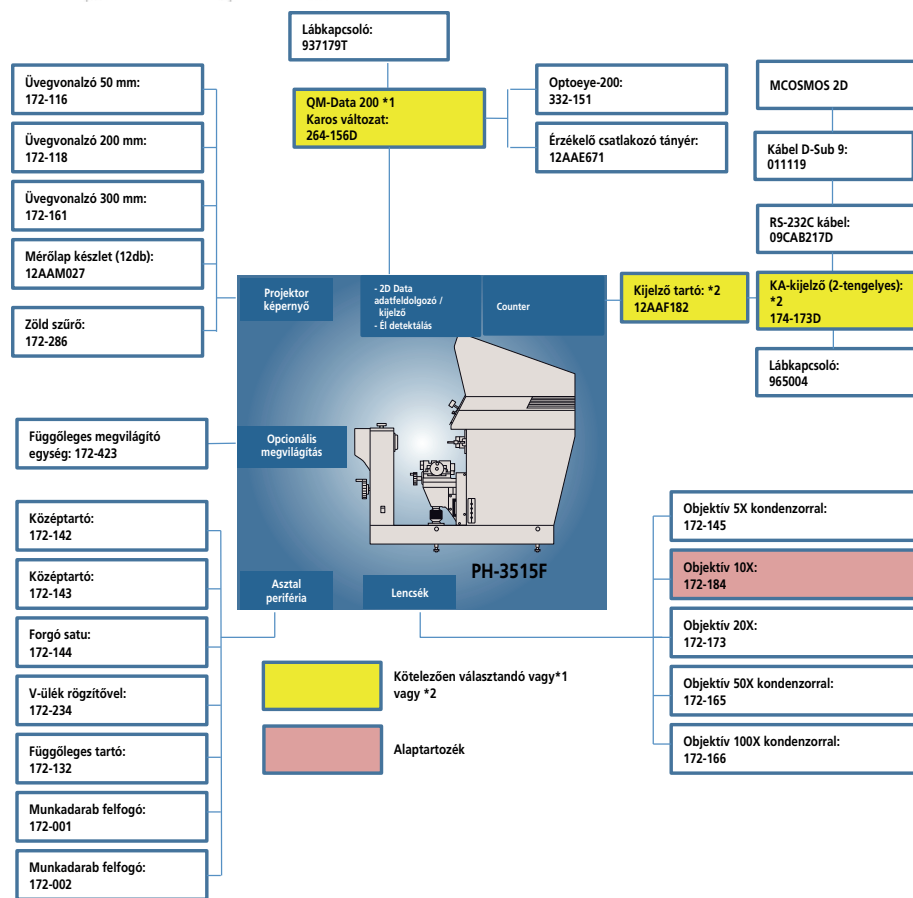 Lábkapcsoló:
937179T
Üvegvonalzó 50 mm:
172-116
Üvegvonalzó 200 mm:
172-118
Üvegvonalzó 300 mm:
172-161
Mérőlap készlet (12db):
12AAM027
Zöld szűrő:
172-286
QM-Data 200 *1
Karos változat:
264-156D
Optoeye-200:
332-151
Érzékelő csatlakozó tányér:
12AAE671
MCOSMOS 2D
Kábel D-Sub 9:
011119
RS-232C kábel:
09CAB217D
Kijelző tartó: *2
12AAF182
KA-kijelző (2-tengelyes):
*2
174-173D
Lábkapcsoló:
965004
Projektor
képernyő
- 2D Data
adatfeldolgozó /
kijelző
- Él detektálás
Counter
Függőleges megvilágító
egység: 172-423
Opcionális
megvilágítás
PH-3515F
Asztal
periféria
Lencsék
Középtartó:
172-142
Középtartó:
172-143
Forgó satu:
172-144
V-ülék rögzítővel:
172-234
Függőleges tartó:
172-132
Munkadarab felfogó:
172-001
Munkadarab felfogó:
172-002
Kötelezően választandó vagy*1
vagy *2
Alaptartozék
Objektív 5X kondenzorral:
172-145
Objektív 10X:
172-184
Objektív 20X:
172-173
Objektív 50X kondenzorral:
172-165
Objektív 100X kondenzorral:
172-166